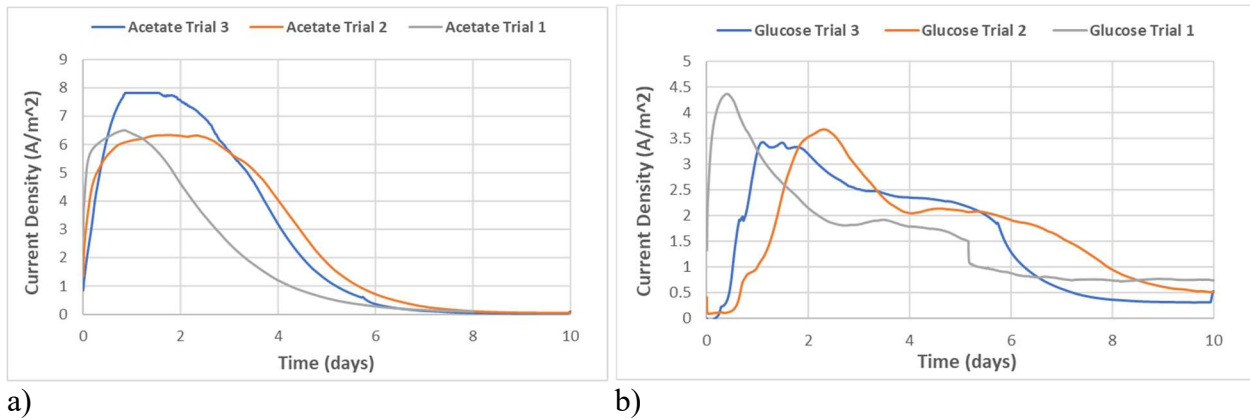 Acetate Trial 3 Acetate Trial 2 Acetate Trial 1
Current Density (A/m^2)
9
8
7
6
5
4
3
2
1
0
0 2 4 6 8 10
Time (days)
a)
Glucose Trial 3 Glucose Trial 2 Glucose Trial 1
Current Density (A/m^2)
5
4.5
4
3.5
3
2.5
2
1.5
1
0.5
0
0 2 4 6 8 10
Time (days)
b)